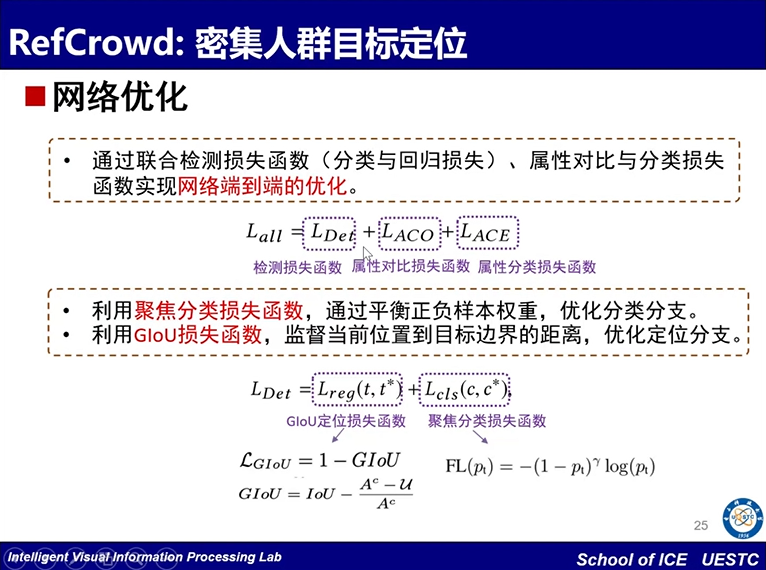 RefCrowd: 密集人群目标定位
网络优化
• 通过联合检测损失函数（分类与回归损失）、属性对比与分类损失
函数实现网络端到端的优化。
L_{all} = L_{Det} + L_{ACO} + L_{ACE}
检测损失函数 属性对比损失函数 属性分类损失函数
• 利用聚焦分类损失函数，通过平衡正负样本权重，优化分类分支。
• 利用GIoU损失函数，监督当前位置到目标边界的距离，优化定位分支。
L_{Det} = L_{reg}(t, t^*) + L_{cls}(c, c^*),
GIoU定位损失函数 聚焦分类损失函数
\mathcal{L}_{GIoU} = 1 - GIoU
FL(p_t) = -(1 - p_t)^γ log(p_t)
GIoU = IoU - \frac{A^c - \mathcal{U}}{A^c}
25
UESTC
1956
Intelligent Visual Information Processing Lab
School of ICE UESTC